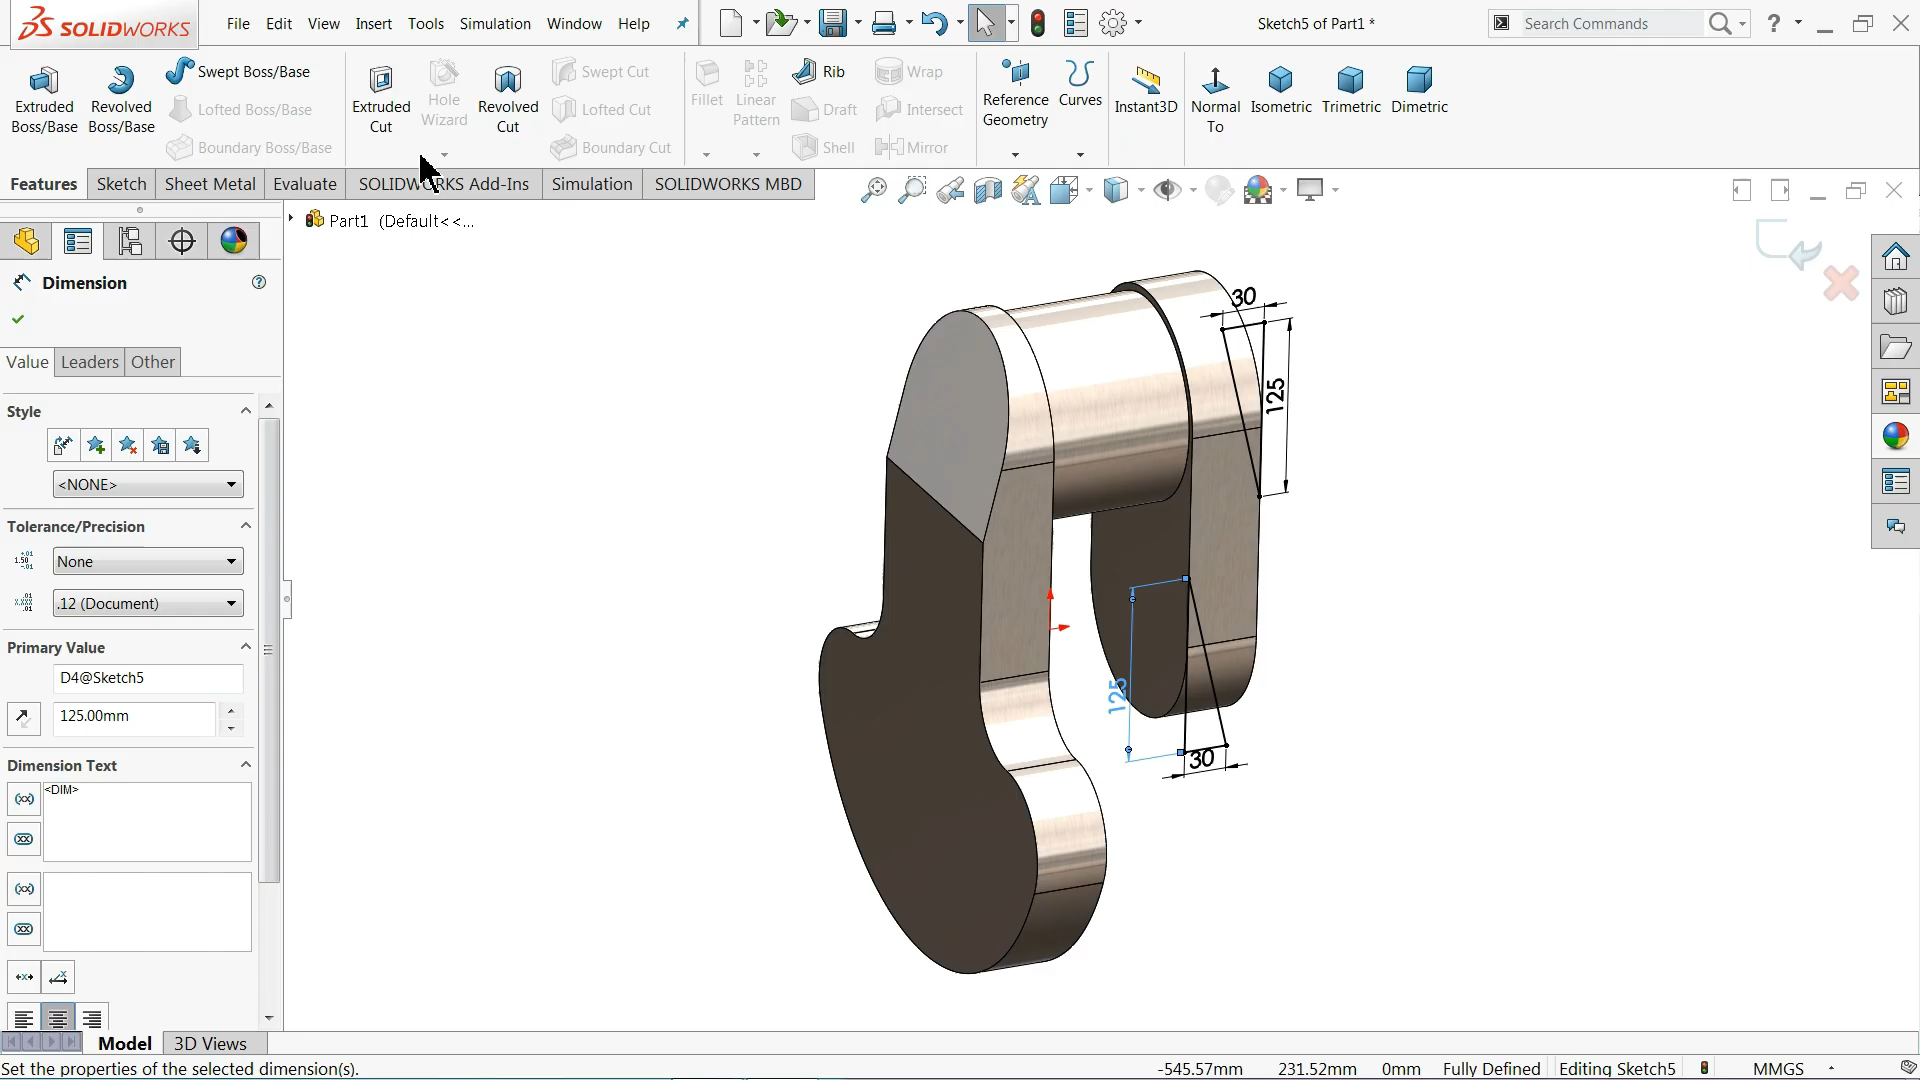 SOLIDWORKS
File Edit View Insert Tools Simulation Window Help
Sketch5 of Part1 *
Search Commands
?
Extruded Boss/Base
Revolved Boss/Base
Swept Boss/Base
Lofted Boss/Base
Boundary Boss/Base
Extruded Cut
Hole Wizard
Revolved Cut
Swept Cut
Lofted Cut
Boundary Cut
Fillet
Linear Pattern
Rib
Draft
Shell
Wrap
Intersect
Mirror
Reference Geometry
Curves
Instant3D
Normal To
Isometric
Trimetric
Dimetric
Features Sketch Sheet Metal Evaluate SOLIDWORKS Add-Ins Simulation SOLIDWORKS MBD
Part1 (Default<<...
Dimension
?
Value Leaders Other
Style
<NONE>
Tolerance/Precision
None
.12 (Document)
Primary Value
D4@Sketch5
125.00mm
Dimension Text
<DIM>
30
125
125
30
Model 3D Views
Set the properties of the selected dimension(s).
-545.57mm 231.52mm 0mm Fully Defined Editing Sketch5 MMGS